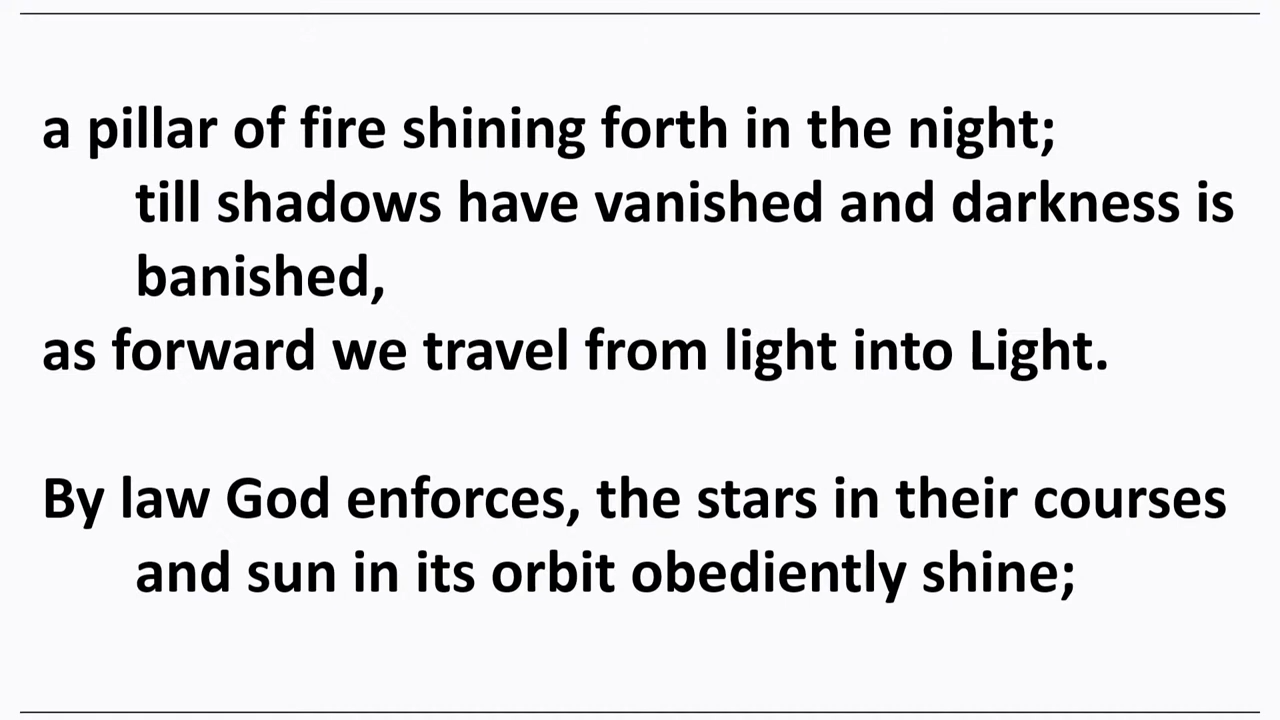 a pillar of fire shining forth in the night;
till shadows have vanished and darkness is
banished,
as forward we travel from light into Light.
By law God enforces, the stars in their courses
and sun in its orbit obediently shine;